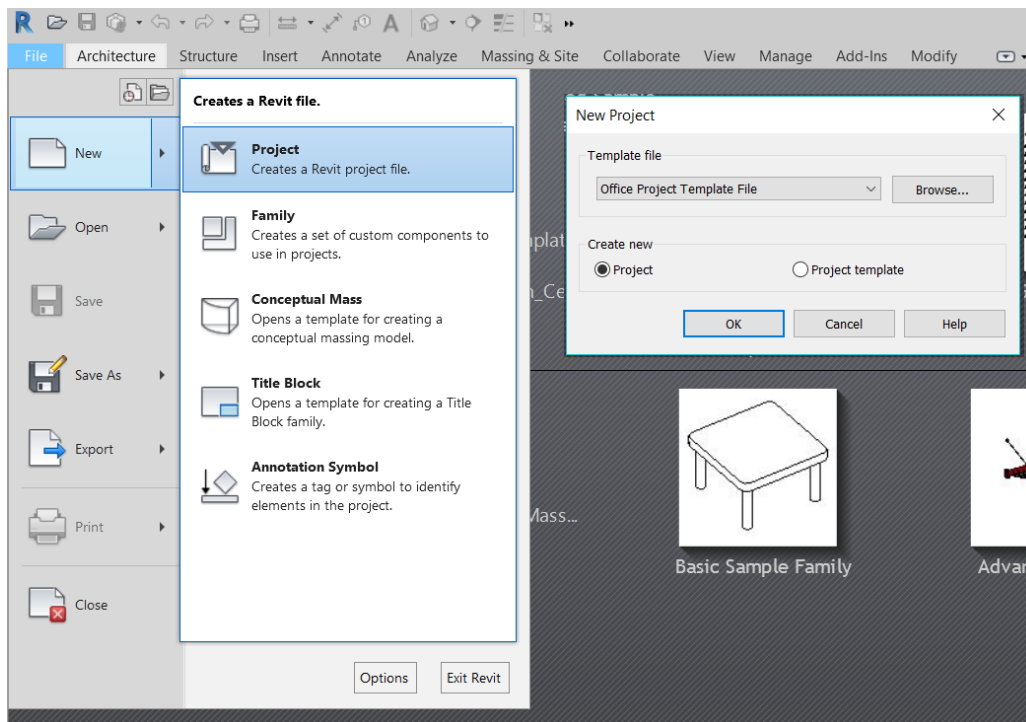 R A
File Architecture Structure Insert Annotate Analyze Massing & Site Collaborate View Manage Add-Ins Modify
New
Open
Save
Save As
Export
Print
Close
Creates a Revit file.
Project
Creates a Revit project file.
Family
Creates a set of custom components to
use in projects.
Conceptual Mass
Opens a template for creating a
conceptual massing model.
Title Block
Opens a template for creating a Title
Block family.
Annotation Symbol
Creates a tag or symbol to identify
elements in the project.
Options Exit Revit
New Project
Template file
Office Project Template File Browse...
Create new
Project Project template
OK Cancel Help
plat
_Ce
Mass...
Basic Sample Family
Advan